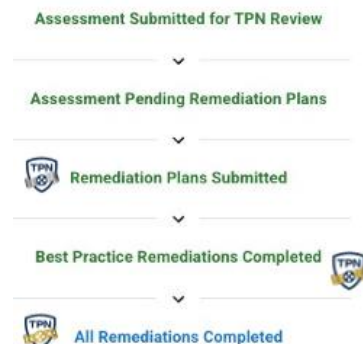 Assessment Submitted for TPN Review
Assessment Pending Remediation Plans
TPN
Remediation Plans Submitted
Best Practice Remediations Completed
TPN
TPN
All Remediations Completed